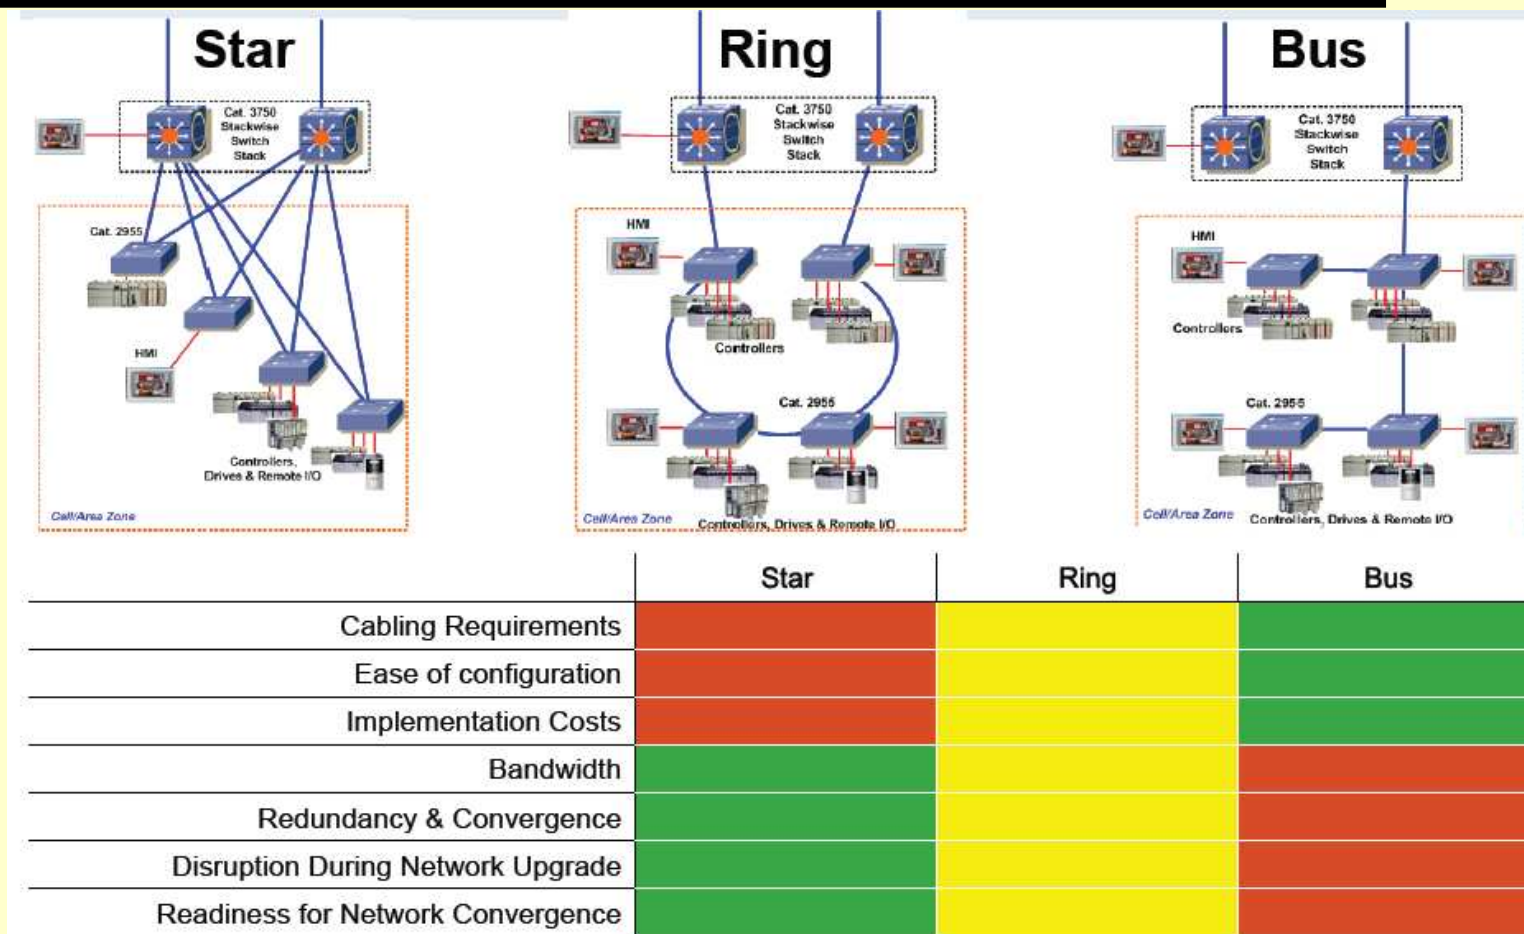 Star
Cat. 3750
Stackwise
Switch
Stack
Cat. 2955
HMI
Controllers,
Drives & Remote I/O
Cell/Area Zone
Ring
Cat. 3750
Stackwise
Switch
Stack
HMI
Controllers
Cat. 2955
Cell/Area Zone
Controllers, Drives & Remote I/O
Bus
Cat. 3750
Stackwise
Switch
Stack
HMI
Controllers
Cat. 2955
Cell/Area Zone
Controllers, Drives & Remote I/O
Star Ring Bus
Cabling Requirements
Ease of configuration
Implementation Costs
Bandwidth
Redundancy & Convergence
Disruption During Network Upgrade
Readiness for Network Convergence